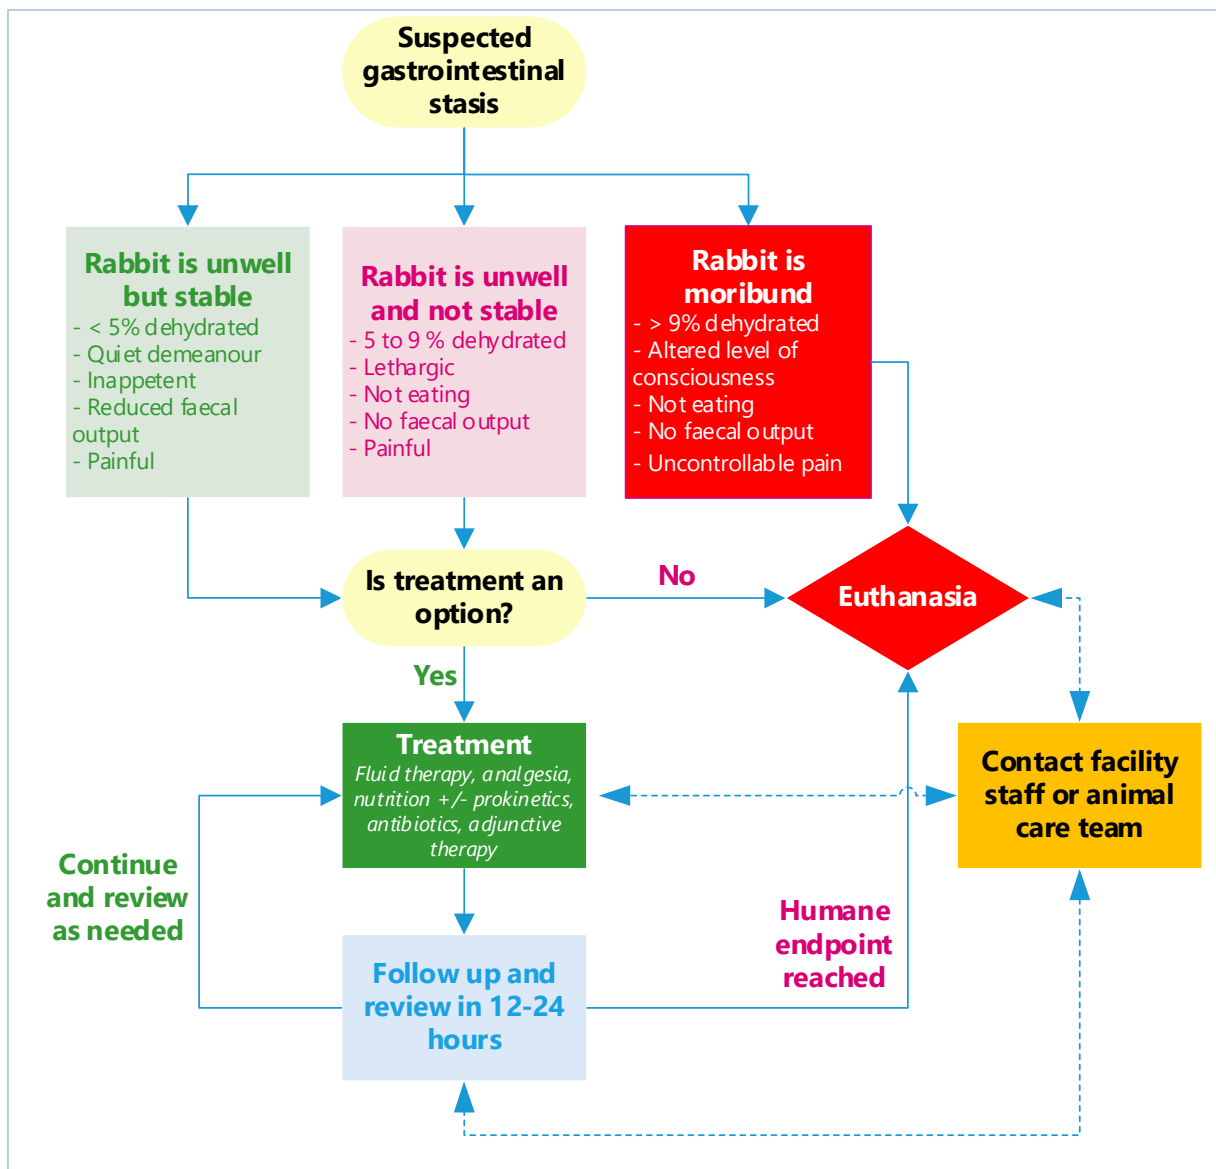 Suspected
gastrointestinal
stasis
Rabbit is unwell
but stable
- < 5% dehydrated
- Quiet demeanour
- Inappetent
- Reduced faecal
output
- Painful
Rabbit is unwell
and not stable
- 5 to 9 % dehydrated
- Lethargic
- Not eating
- No faecal output
- Painful
Rabbit is
moribund
- > 9% dehydrated
- Altered level of
consciousness
- Not eating
- No faecal output
- Uncontrollable pain
Is treatment an
option?
No
Euthanasia
Yes
Treatment
Fluid therapy, analgesia,
nutrition +/- prokinetics,
antibiotics, adjunctive
therapy
Contact facility
staff or animal
care team
Continue
and review
as needed
Humane
endpoint
reached
Follow up and
review in 12-24
hours